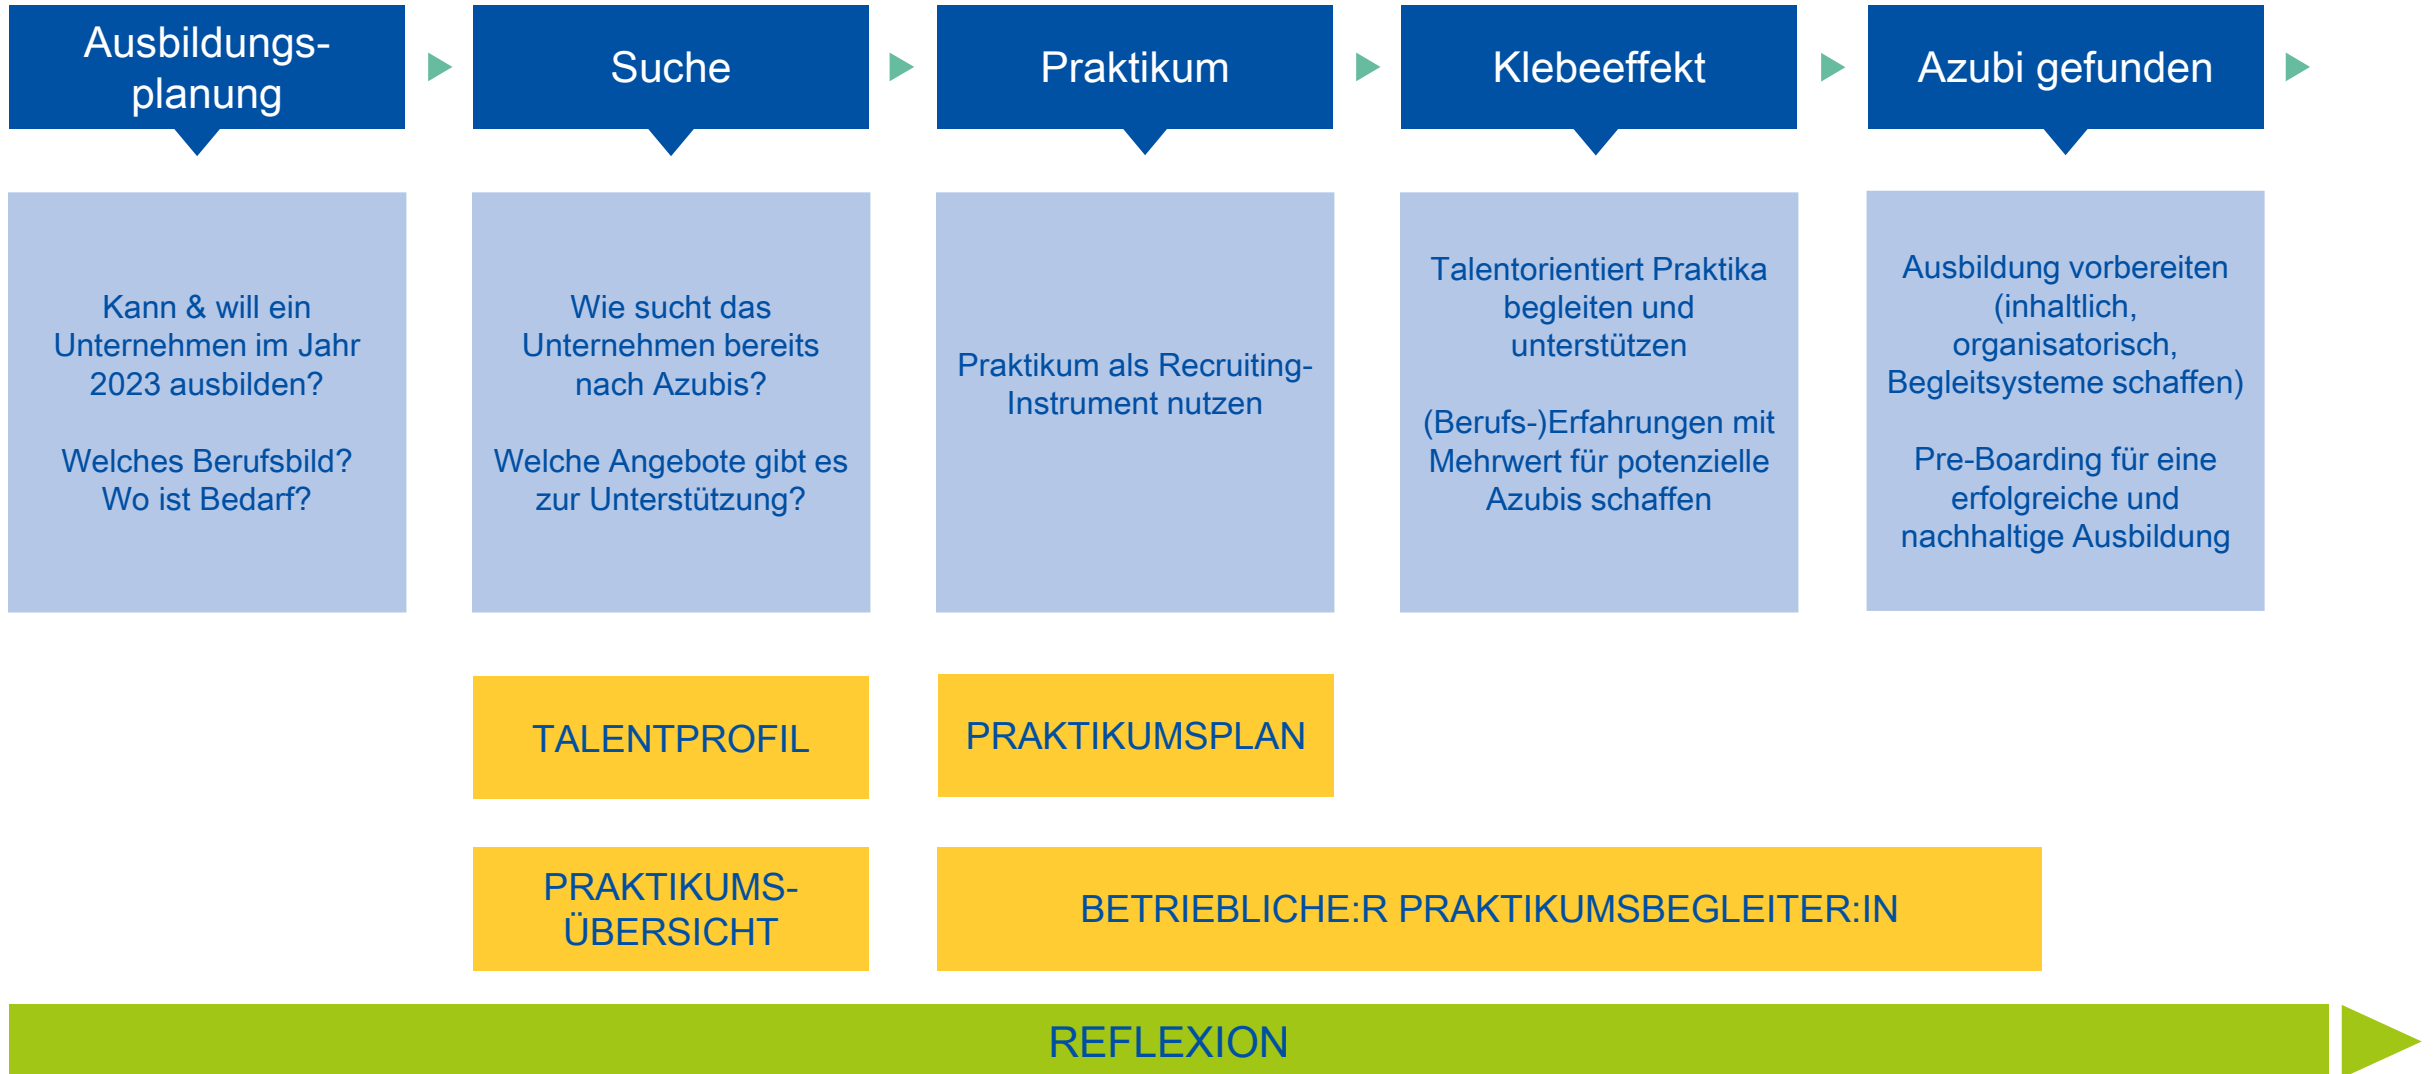 Ausbildungs-
planung
Suche
Praktikum
Klebeeffekt
Azubi gefunden
Kann & will ein
Unternehmen im Jahr
2023 ausbilden?
Welches Berufsbild?
Wo ist Bedarf?
Wie sucht das
Unternehmen bereits
nach Azubis?
Welche Angebote gibt es
zur Unterstützung?
Praktikum als Recruiting-
Instrument nutzen
Talentorientiert Praktika
begleiten und
unterstützen
(Berufs-)Erfahrungen mit
Mehrwert für potenzielle
Azubis schaffen
Ausbildung vorbereiten
(inhaltlich,
organisatorisch,
Begleitsysteme schaffen)
Pre-Boarding für eine
erfolgreiche und
nachhaltige Ausbildung
TALENTPROFIL
PRAKTIKUMSPLAN
PRAKTIKUMS-
ÜBERSICHT
BETRIEBLICHE:R PRAKTIKUMSBEGLEITER:IN
REFLEXION